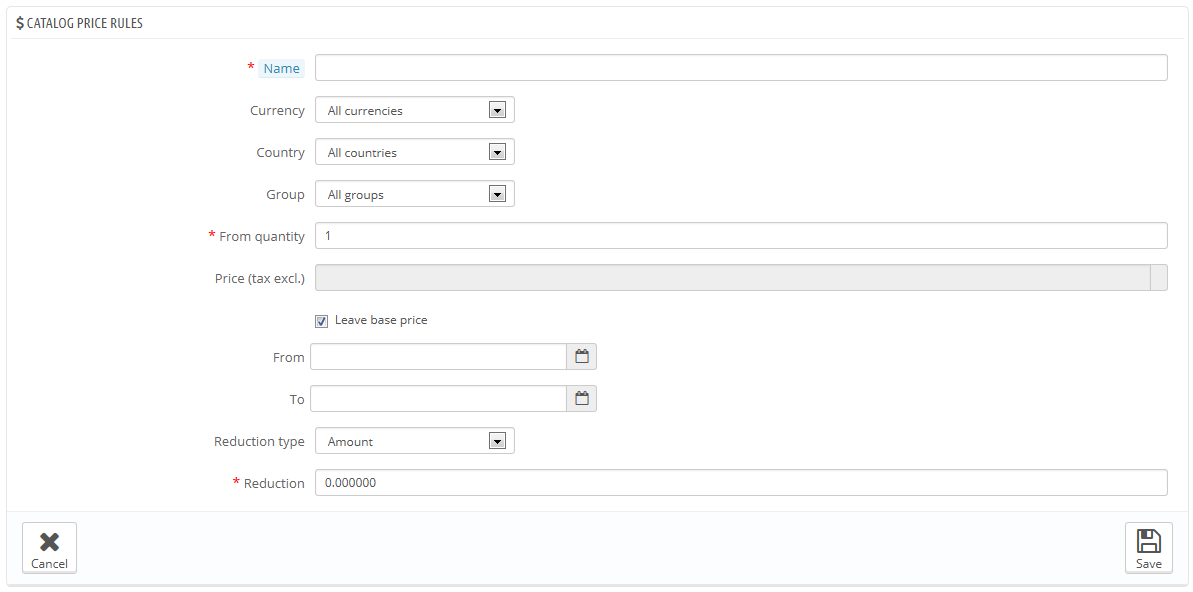 $ CATALOG PRICE RULES
* Name
Currency All currencies
Country All countries
Group All groups
* From quantity 1
Price (tax excl.)
Leave base price
From
To
Reduction type Amount
* Reduction 0.000000
Cancel Save